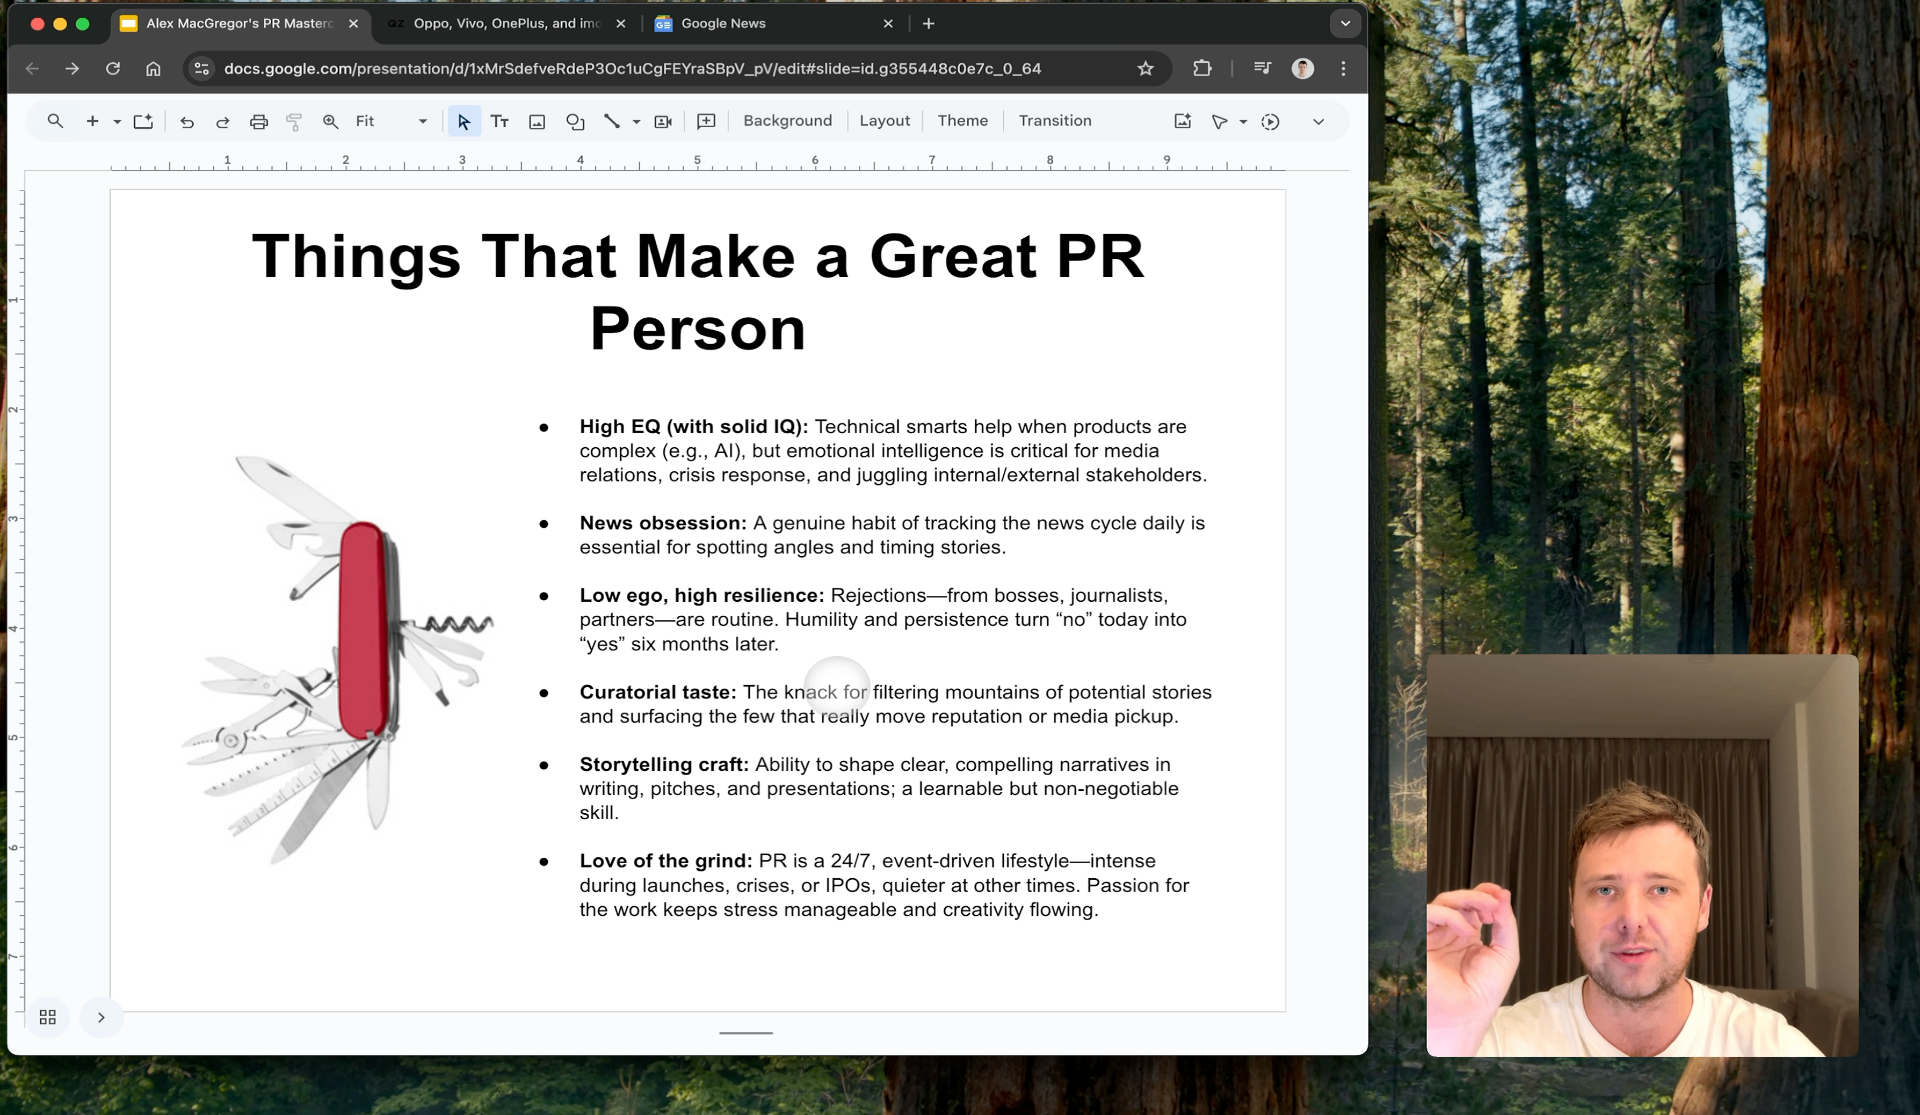 Alex MacGregor's PR Masterc
QZ Oppo, Vivo, OnePlus, and imo
Google News
docs.google.com/presentation/d/1xMrSdefveRdeP3Oc1uCgFEYraSBpV_pV/edit#slide=id.g355448c0e7c_0_64
Fit
Background
Layout
Theme
Transition
1 2 3 4 5 6 7 8 9
1
2
3
4
5
6
7
Things That Make a Great PR
Person
● High EQ (with solid IQ): Technical smarts help when products are
complex (e.g., AI), but emotional intelligence is critical for media
relations, crisis response, and juggling internal/external stakeholders.
● News obsession: A genuine habit of tracking the news cycle daily is
essential for spotting angles and timing stories.
● Low ego, high resilience: Rejections—from bosses, journalists,
partners—are routine. Humility and persistence turn “no” today into
“yes” six months later.
● Curatorial taste: The knack for filtering mountains of potential stories
and surfacing the few that really move reputation or media pickup.
● Storytelling craft: Ability to shape clear, compelling narratives in
writing, pitches, and presentations; a learnable but non-negotiable
skill.
● Love of the grind: PR is a 24/7, event-driven lifestyle—intense
during launches, crises, or IPOs, quieter at other times. Passion for
the work keeps stress manageable and creativity flowing.